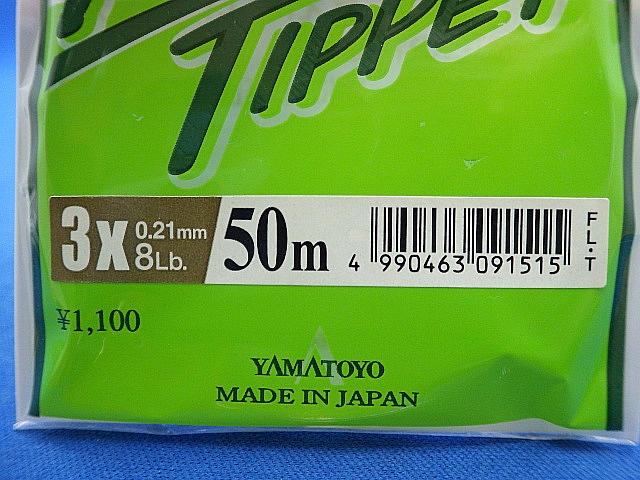 TIPPET
3X 0.21mm 8Lb. 50m
4 990463 091515
FL.T
¥1,100
YAMATOYO
MADE IN JAPAN